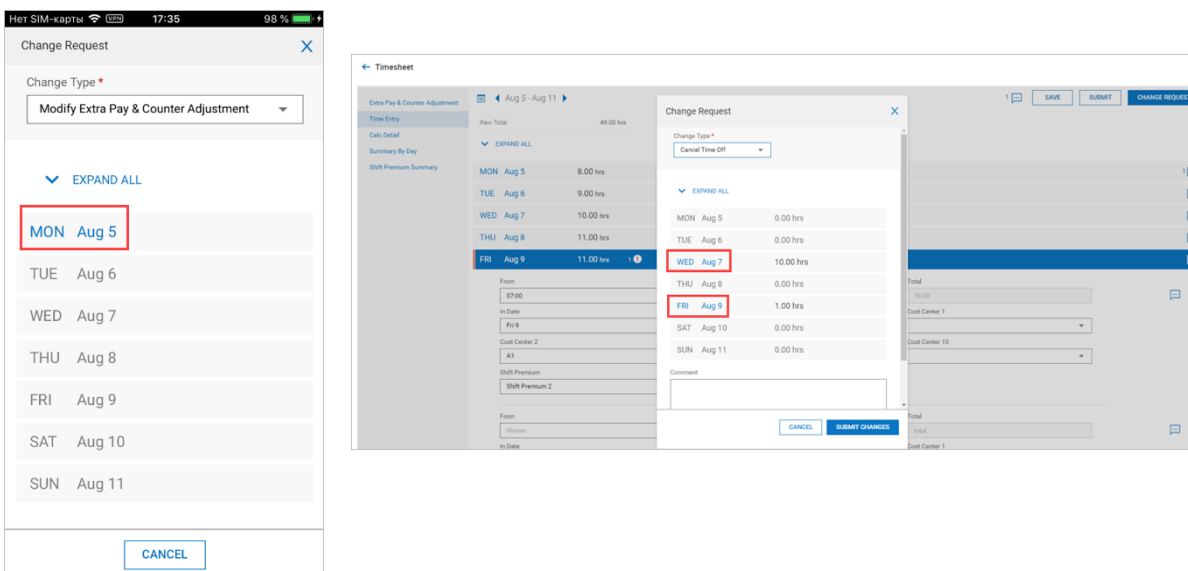 Нет SIM-карты VPN 17:35 98 %
Change Request X
Change Type *
Modify Extra Pay & Counter Adjustment
EXPAND ALL
MON Aug 5
TUE Aug 6
WED Aug 7
THU Aug 8
FRI Aug 9
SAT Aug 10
SUN Aug 11
CANCEL
← Timesheet
Extra Pay & Counter Adjustment
Time Entry
Calc Detail
Summary By Day
Shift Premium Summary
Aug 5 - Aug 11
1 SAVE SUBMIT CHANGE REQUEST
Raw Total 49.00 hrs
EXPAND ALL
MON Aug 5 8.00 hrs 1
TUE Aug 6 9.00 hrs
WED Aug 7 10.00 hrs
THU Aug 8 11.00 hrs
FRI Aug 9 11.00 hrs 1
From
07:00
In Date
Fri 9
Cost Center 2
A1
Shift Premium
Shift Premium 2
From
hh:mm
In Date
Change Request X
Change Type *
Cancel Time Off
EXPAND ALL
MON Aug 5 0.00 hrs
TUE Aug 6 0.00 hrs
WED Aug 7 10.00 hrs
THU Aug 8 0.00 hrs
FRI Aug 9 1.00 hrs
SAT Aug 10 0.00 hrs
SUN Aug 11 0.00 hrs
Comment
CANCEL SUBMIT CHANGES
Total
10.00
Cost Center 1
Cost Center 10
Total
total
Cost Center 1